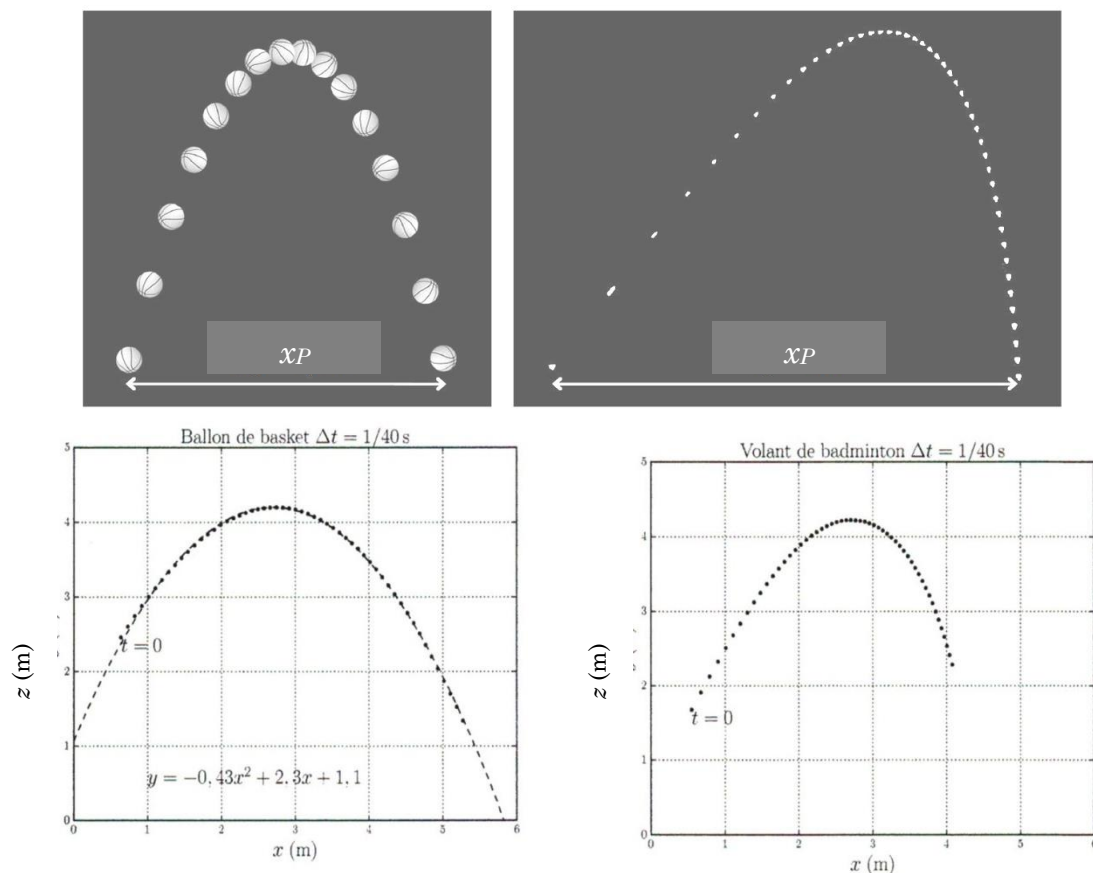 xP
xP
Ballon de basket Δt = 1/40 s
5
4
3
2
1
0
z (m)
t = 0
y = −0,43x² + 2.3x + 1,1
0 1 2 3 4 5 6
x (m)
Volant de badminton Δt = 1/40 s
5
4
3
2
1
0
z (m)
t = 0
0 1 2 3 4 5
x (m)